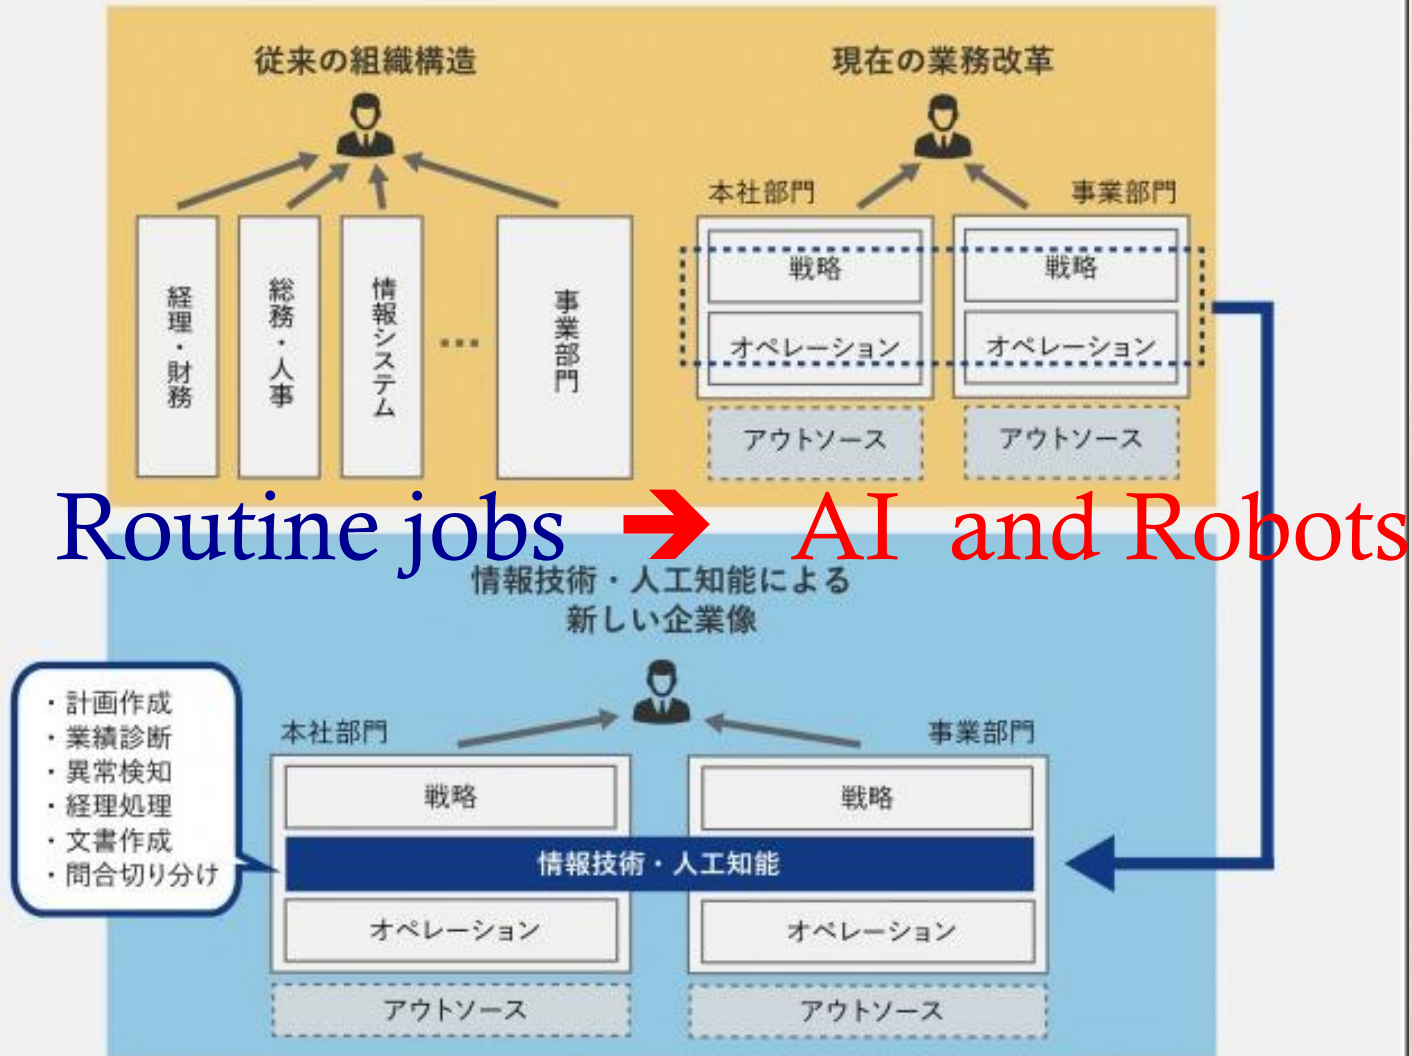 従来の組織構造
経理・財務
総務・人事
情報システム
…
事業部門
現在の業務改革
本社部門
事業部門
戦略
戦略
オペレーション
オペレーション
アウトソース
アウトソース
Routine jobs ➔ AI and Robots
情報技術・人工知能による
新しい企業像
・計画作成
・業績診断
・異常検知
・経理処理
・文書作成
・問合切り分け
本社部門
事業部門
戦略
戦略
情報技術・人工知能
オペレーション
オペレーション
アウトソース
アウトソース